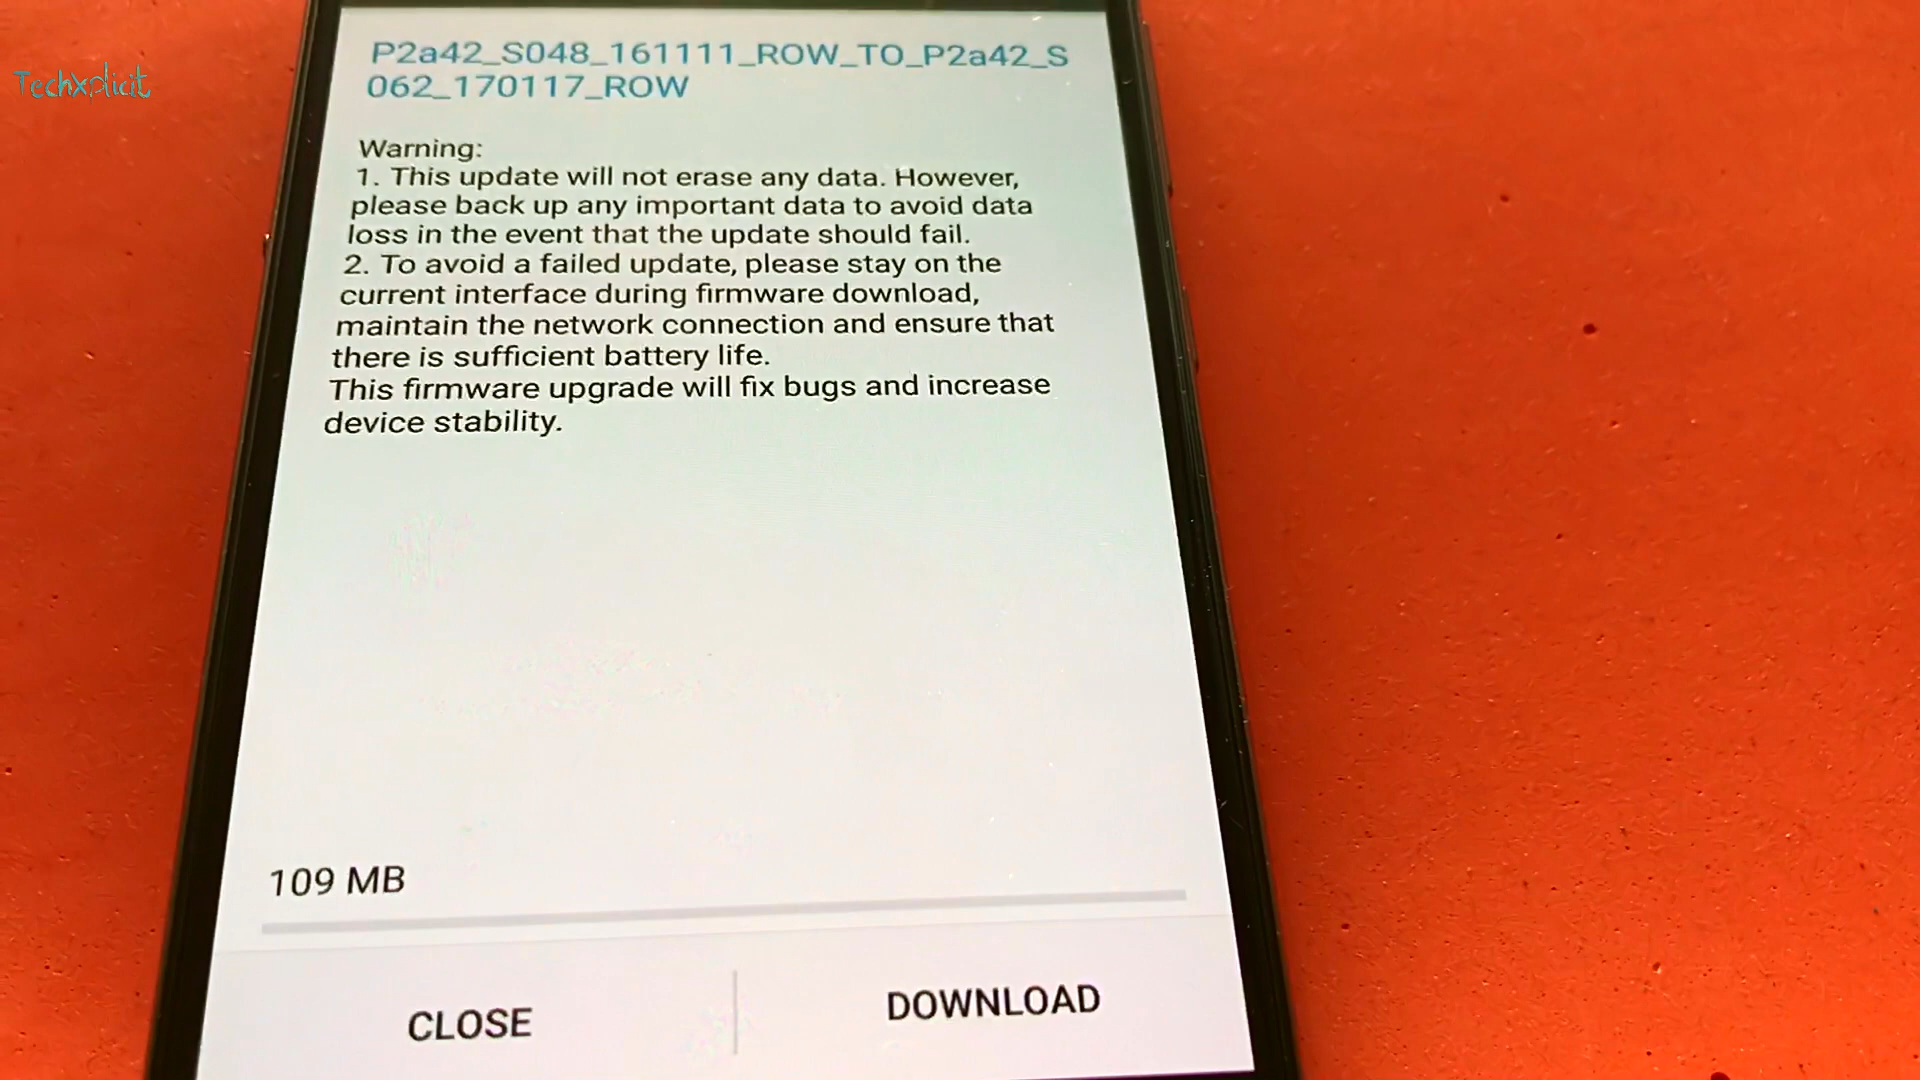 TechXplicit
P2a42_S048_161111_ROW_TO_P2a42_S
062_170117_ROW
Warning:
1. This update will not erase any data. However,
please back up any important data to avoid data
loss in the event that the update should fail.
2. To avoid a failed update, please stay on the
current interface during firmware download,
maintain the network connection and ensure that
there is sufficient battery life.
This firmware upgrade will fix bugs and increase
device stability.
109 MB
CLOSE
DOWNLOAD